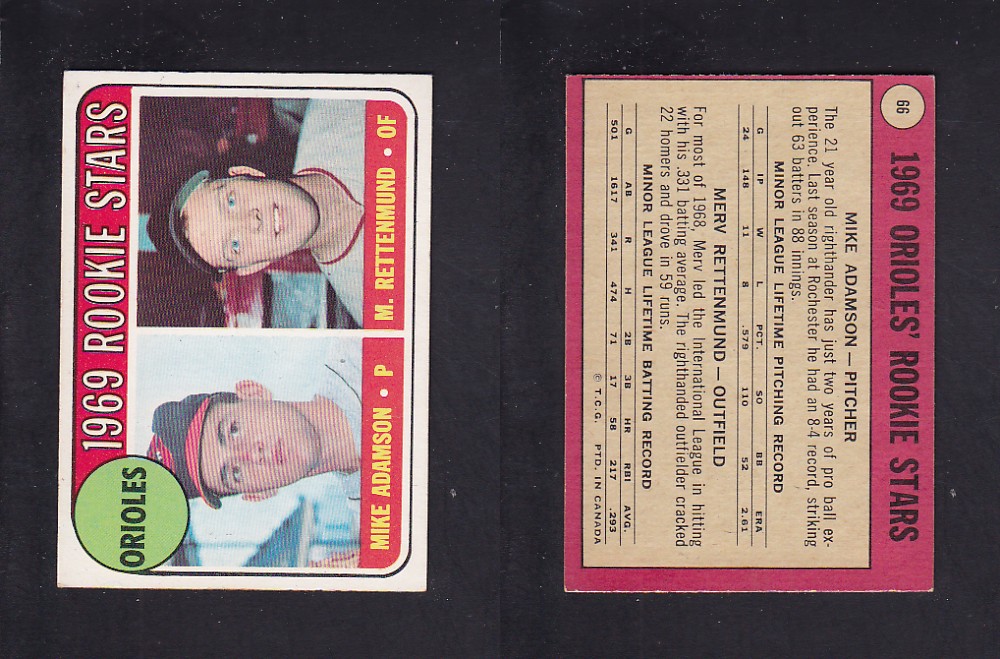 1969 ROOKIE STARS
ORIOLES
M. RETTENMUND • OF
MIKE ADAMSON • P
66
1969 ORIOLES' ROOKIE STARS
MIKE ADAMSON—PITCHER
The 21 year old righthander has just two years of pro ball ex-
perience. Last season at Rochester he had an 8-4 record, striking
out 63 batters in 88 innings.
MINOR LEAGUE LIFETIME PITCHING RECORD
G IP W L PCT. SO BB ERA
24 148 11 8 .579 110 52 2.61
MERV RETTENMUND—OUTFIELD
For most of 1968, Merv led the International League in hitting
with his .331 batting average. The righthanded outfielder cracked
22 homers and drove in 59 runs.
MINOR LEAGUE LIFETIME BATTING RECORD
G AB R H 2B 3B HR RBI AVG.
501 1617 341 474 71 17 58 217 .293
© T.C.G. PTD. IN CANADA